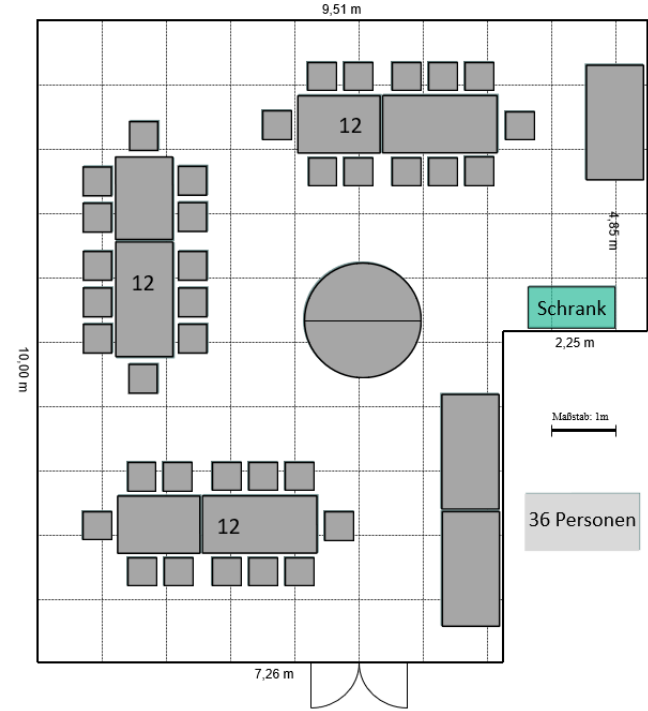 9,51 m
12
4,85 m
12
Schrank
2,25 m
10,00 m
Maßstab: 1m
36 Personen
12
7,26 m